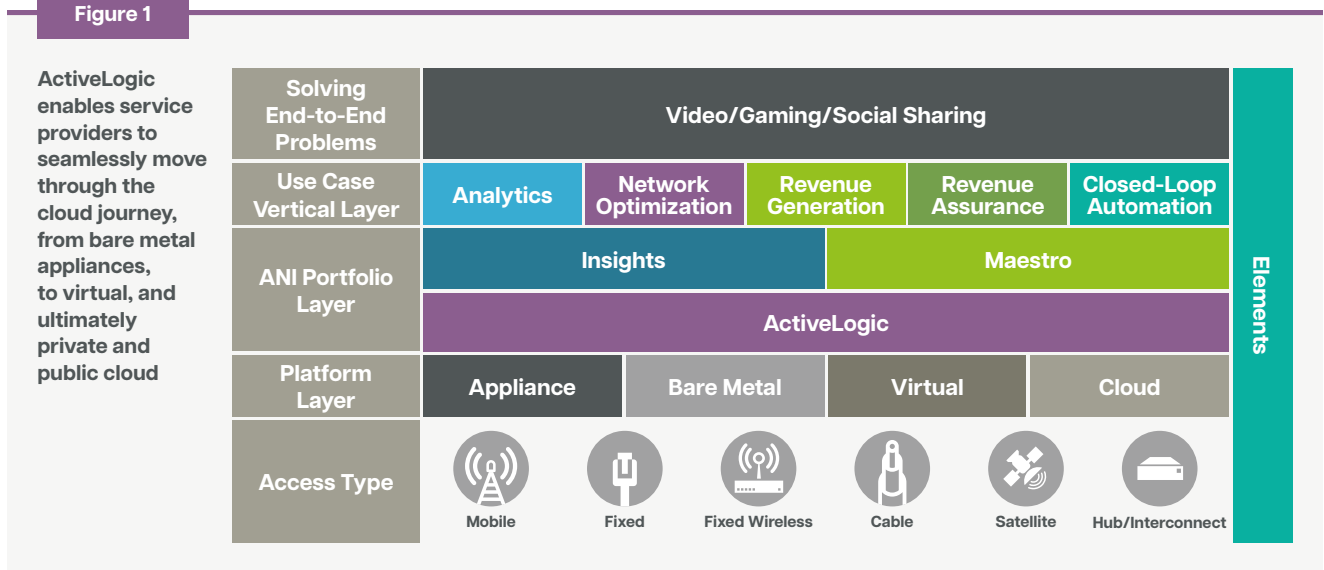 Figure 1
ActiveLogic
enables service
providers to
seamlessly move
through the
cloud journey,
from bare metal
appliances,
to virtual, and
ultimately
private and
public cloud
Solving
End-to-End
Problems
Video/Gaming/Social Sharing
Use Case
Vertical Layer
Analytics
Network
Optimization
Revenue
Generation
Revenue
Assurance
Closed-Loop
Automation
ANI Portfolio
Layer
Insights
Maestro
ActiveLogic
Platform
Layer
Appliance
Bare Metal
Virtual
Cloud
Access Type
Mobile
Fixed
Fixed Wireless
Cable
Satellite
Hub/Interconnect
Elements